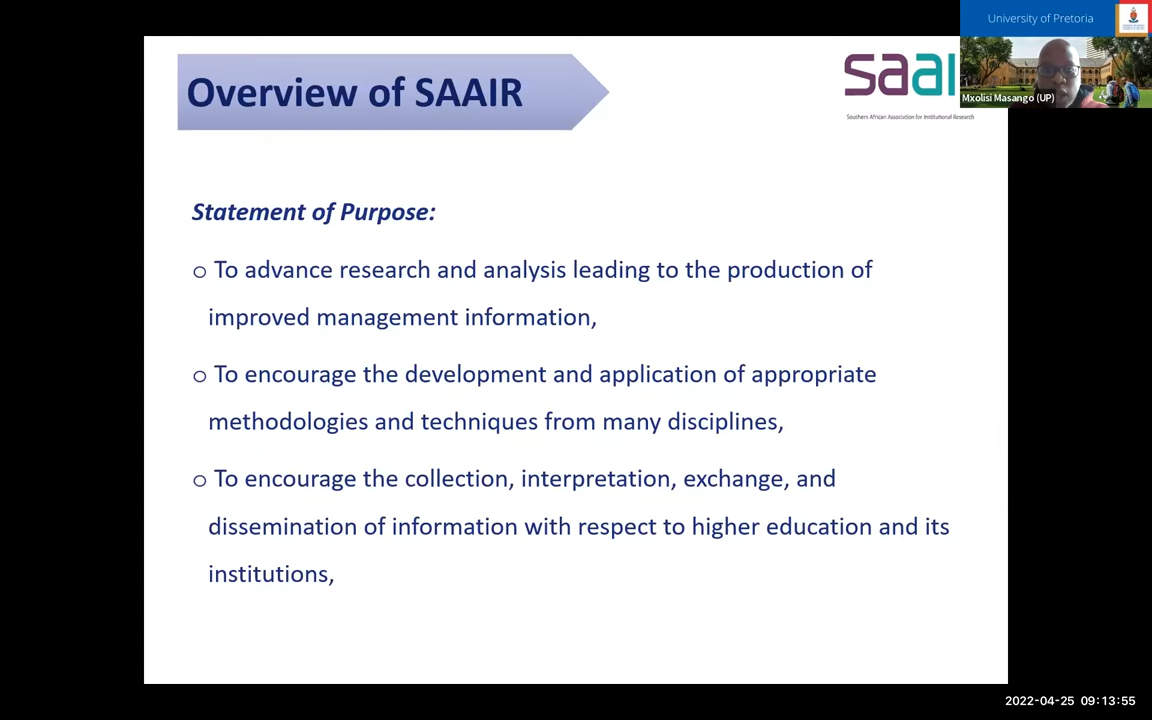 University of Pretoria
Mxolisi Masango (UP)
Overview of SAAIR
saai
Southern African Association for Institutional Research
Statement of Purpose:
o To advance research and analysis leading to the production of
improved management information,
o To encourage the development and application of appropriate
methodologies and techniques from many disciplines,
o To encourage the collection, interpretation, exchange, and
dissemination of information with respect to higher education and its
institutions,
2022-04-25 09:13:55